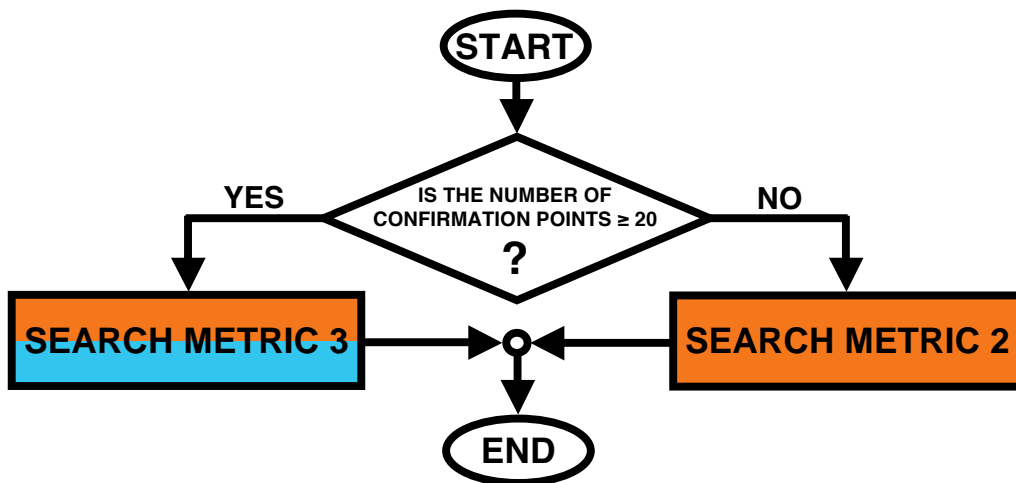 START
YES
IS THE NUMBER OF
CONFIRMATION POINTS ≥ 20
?
NO
SEARCH METRIC 3
SEARCH METRIC 2
END